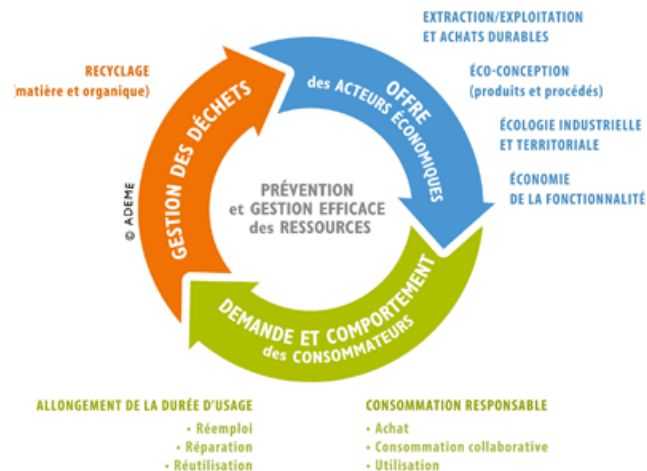 EXTRACTION/EXPLOITATION
ET ACHATS DURABLES
RECYCLAGE
(matière et organique)
ÉCO-CONCEPTION
(produits et procédés)
ÉCOLOGIE INDUSTRIELLE
ET TERRITORIALE
ÉCONOMIE
DE LA FONCTIONNALITÉ
OFFRE
des ACTEURS ÉCONOMIQUES
GESTION DES DÉCHETS
© ADEME
PRÉVENTION
et GESTION EFFICACE
des RESSOURCES
DEMANDE ET COMPORTEMENT
des CONSOMMATEURS
ALLONGEMENT DE LA DURÉE D'USAGE
• Réemploi
• Réparation
• Réutilisation
CONSOMMATION RESPONSABLE
• Achat
• Consommation collaborative
• Utilisation